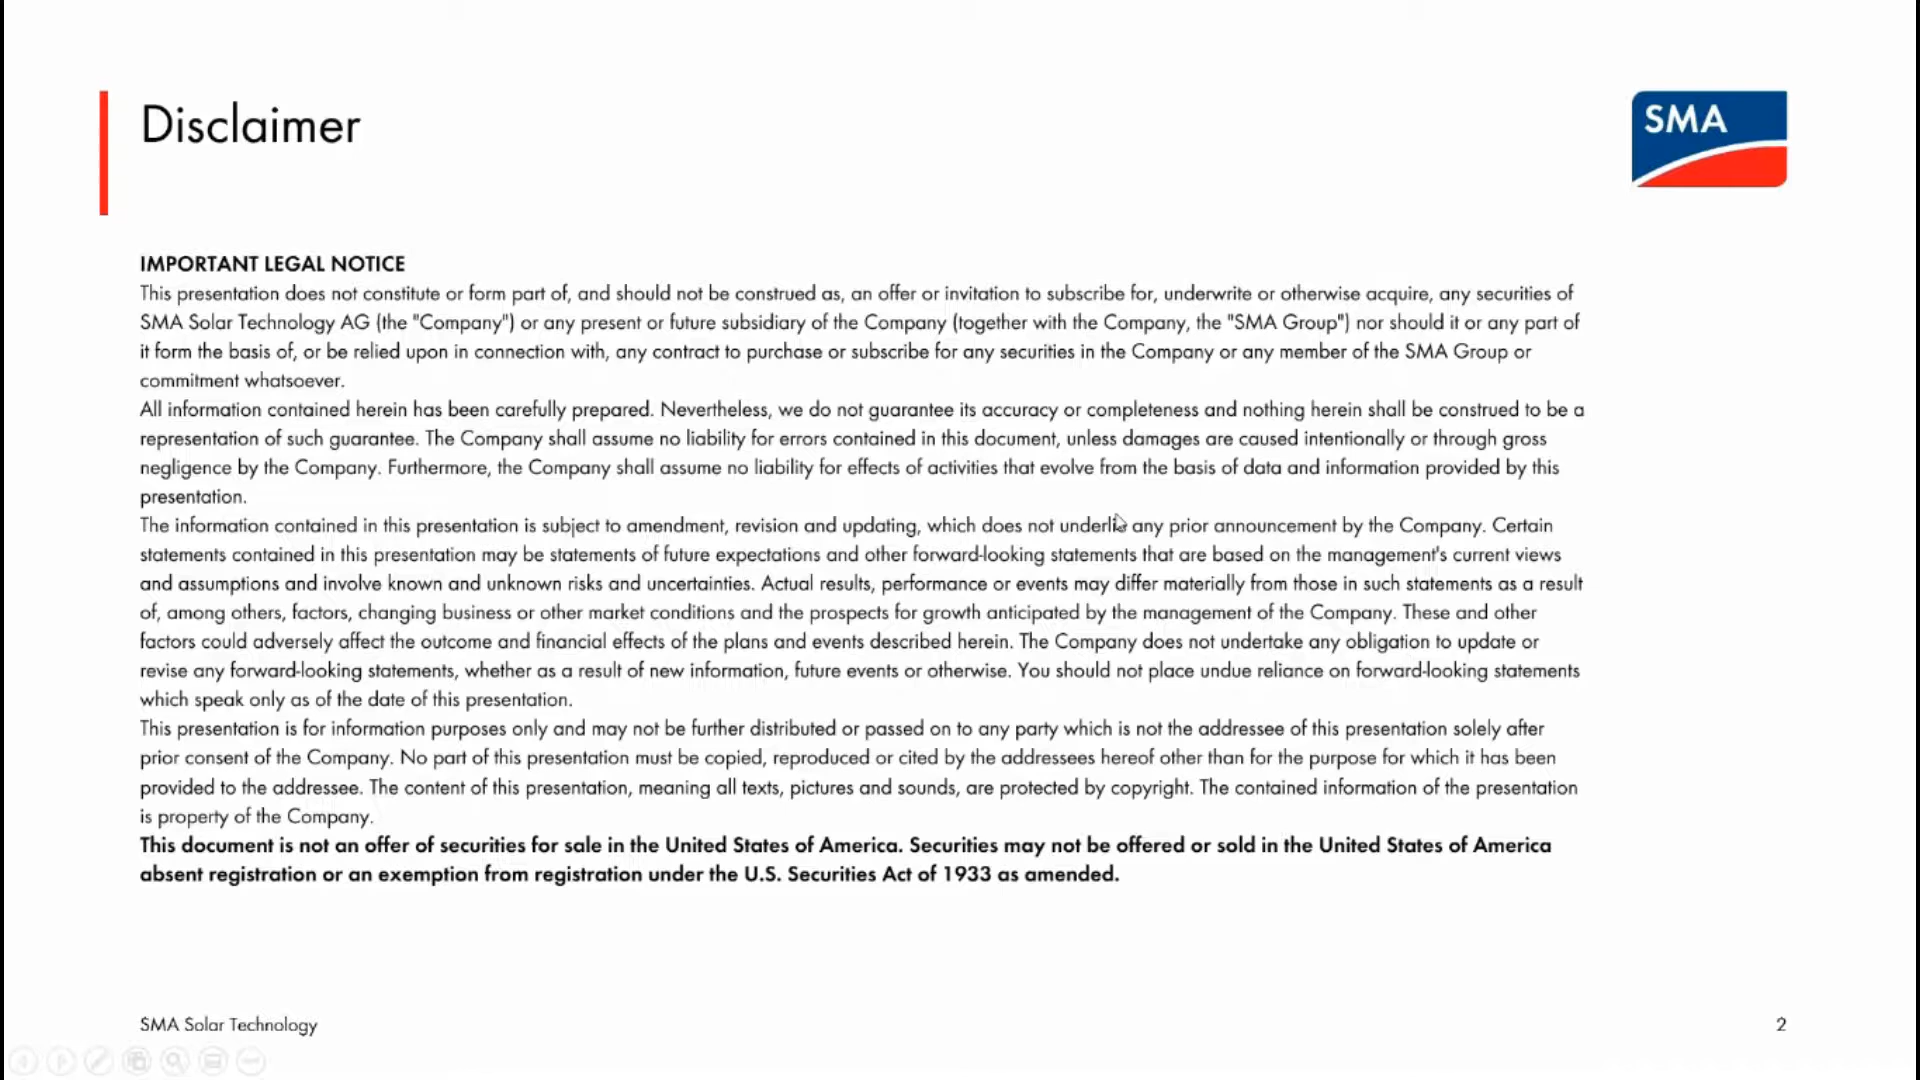 Disclaimer
SMA
IMPORTANT LEGAL NOTICE
This presentation does not constitute or form part of, and should not be construed as, an offer or invitation to subscribe for, underwrite or otherwise acquire, any securities of
SMA Solar Technology AG (the "Company") or any present or future subsidiary of the Company (together with the Company, the "SMA Group") nor should it or any part of
it form the basis of, or be relied upon in connection with, any contract to purchase or subscribe for any securities in the Company or any member of the SMA Group or
commitment whatsoever.
All information contained herein has been carefully prepared. Nevertheless, we do not guarantee its accuracy or completeness and nothing herein shall be construed to be a
representation of such guarantee. The Company shall assume no liability for errors contained in this document, unless damages are caused intentionally or through gross
negligence by the Company. Furthermore, the Company shall assume no liability for effects of activities that evolve from the basis of data and information provided by this
presentation.
The information contained in this presentation is subject to amendment, revision and updating, which does not underlie any prior announcement by the Company. Certain
statements contained in this presentation may be statements of future expectations and other forward-looking statements that are based on the management's current views
and assumptions and involve known and unknown risks and uncertainties. Actual results, performance or events may differ materially from those in such statements as a result
of, among others, factors, changing business or other market conditions and the prospects for growth anticipated by the management of the Company. These and other
factors could adversely affect the outcome and financial effects of the plans and events described herein. The Company does not undertake any obligation to update or
revise any forward-looking statements, whether as a result of new information, future events or otherwise. You should not place undue reliance on forward-looking statements
which speak only as of the date of this presentation.
This presentation is for information purposes only and may not be further distributed or passed on to any party which is not the addressee of this presentation solely after
prior consent of the Company. No part of this presentation must be copied, reproduced or cited by the addressees hereof other than for the purpose for which it has been
provided to the addressee. The content of this presentation, meaning all texts, pictures and sounds, are protected by copyright. The contained information of the presentation
is property of the Company.
This document is not an offer of securities for sale in the United States of America. Securities may not be offered or sold in the United States of America
absent registration or an exemption from registration under the U.S. Securities Act of 1933 as amended.
SMA Solar Technology
2